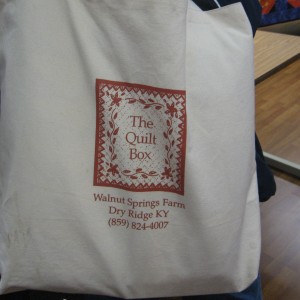 The
Quilt
Box
Walnut Springs Farm
Dry Ridge KY
(859) 824-4007